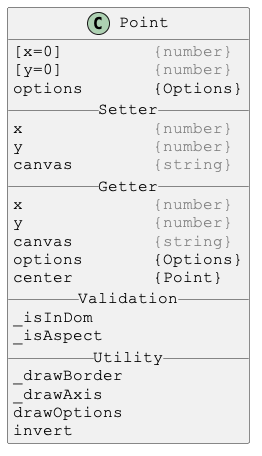 C Point
[x=0] {number}
[y=0] {number}
options {Options}
Setter
x {number}
y {number}
canvas {string}
Getter
x {number}
y {number}
canvas {string}
options {Options}
center {Point}
Validation
_isInDom
_isAspect
Utility
_drawBorder
_drawAxis
drawOptions
invert